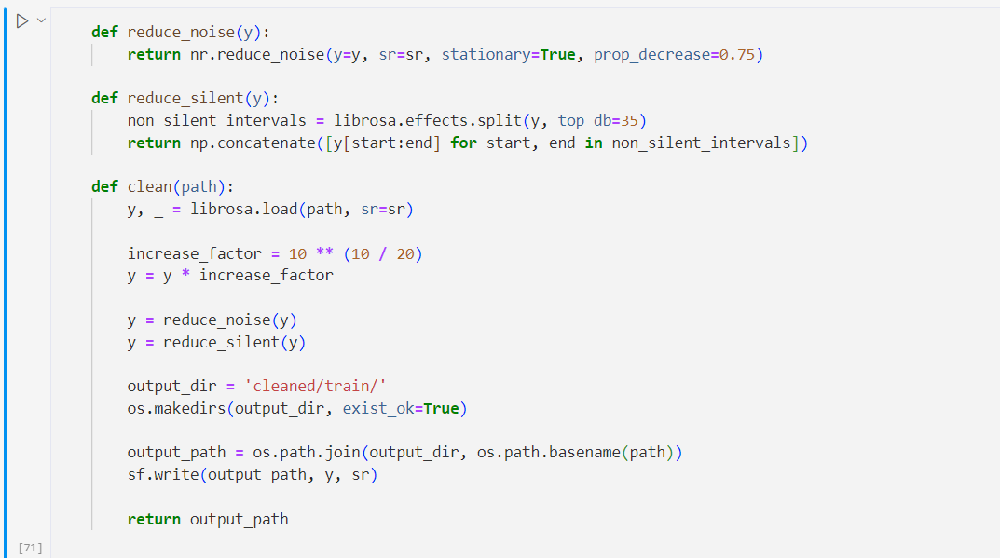 def reduce_noise(y):
    return nr.reduce_noise(y=y, sr=sr, stationary=True, prop_decrease=0.75)

def reduce_silent(y):
    non_silent_intervals = librosa.effects.split(y, top_db=35)
    return np.concatenate([y[start:end] for start, end in non_silent_intervals])

def clean(path):
    y, _ = librosa.load(path, sr=sr)

    increase_factor = 10 ** (10 / 20)
    y = y * increase_factor

    y = reduce_noise(y)
    y = reduce_silent(y)

    output_dir = 'cleaned/train/'
    os.makedirs(output_dir, exist_ok=True)

    output_path = os.path.join(output_dir, os.path.basename(path))
    sf.write(output_path, y, sr)

    return output_path
[71]